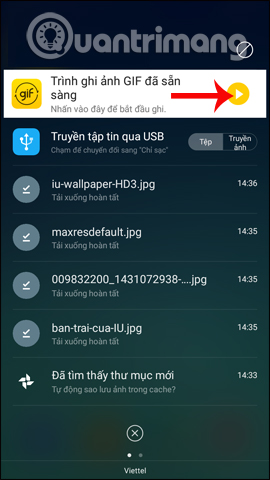 Quantrimang
gif
Trình ghi ảnh GIF đã sẵn
sàng
Nhấn vào đây để bắt đầu ghi.
Truyền tập tin qua USB
Chạm để chuyển đổi sang "Chỉ sạc"
Tệp
Truyền
ảnh
iu-wallpaper-HD3.jpg
14:36
Tải xuống hoàn tất
maxresdefault.jpg
14:35
Tải xuống hoàn tất
009832200_1431072938-....jpg
14:35
Tải xuống hoàn tất
ban-trai-cua-IU.jpg
14:35
Tải xuống hoàn tất
Đã tìm thấy thư mục mới
14:33
Tự động sao lưu ảnh trong cache?
Viettel